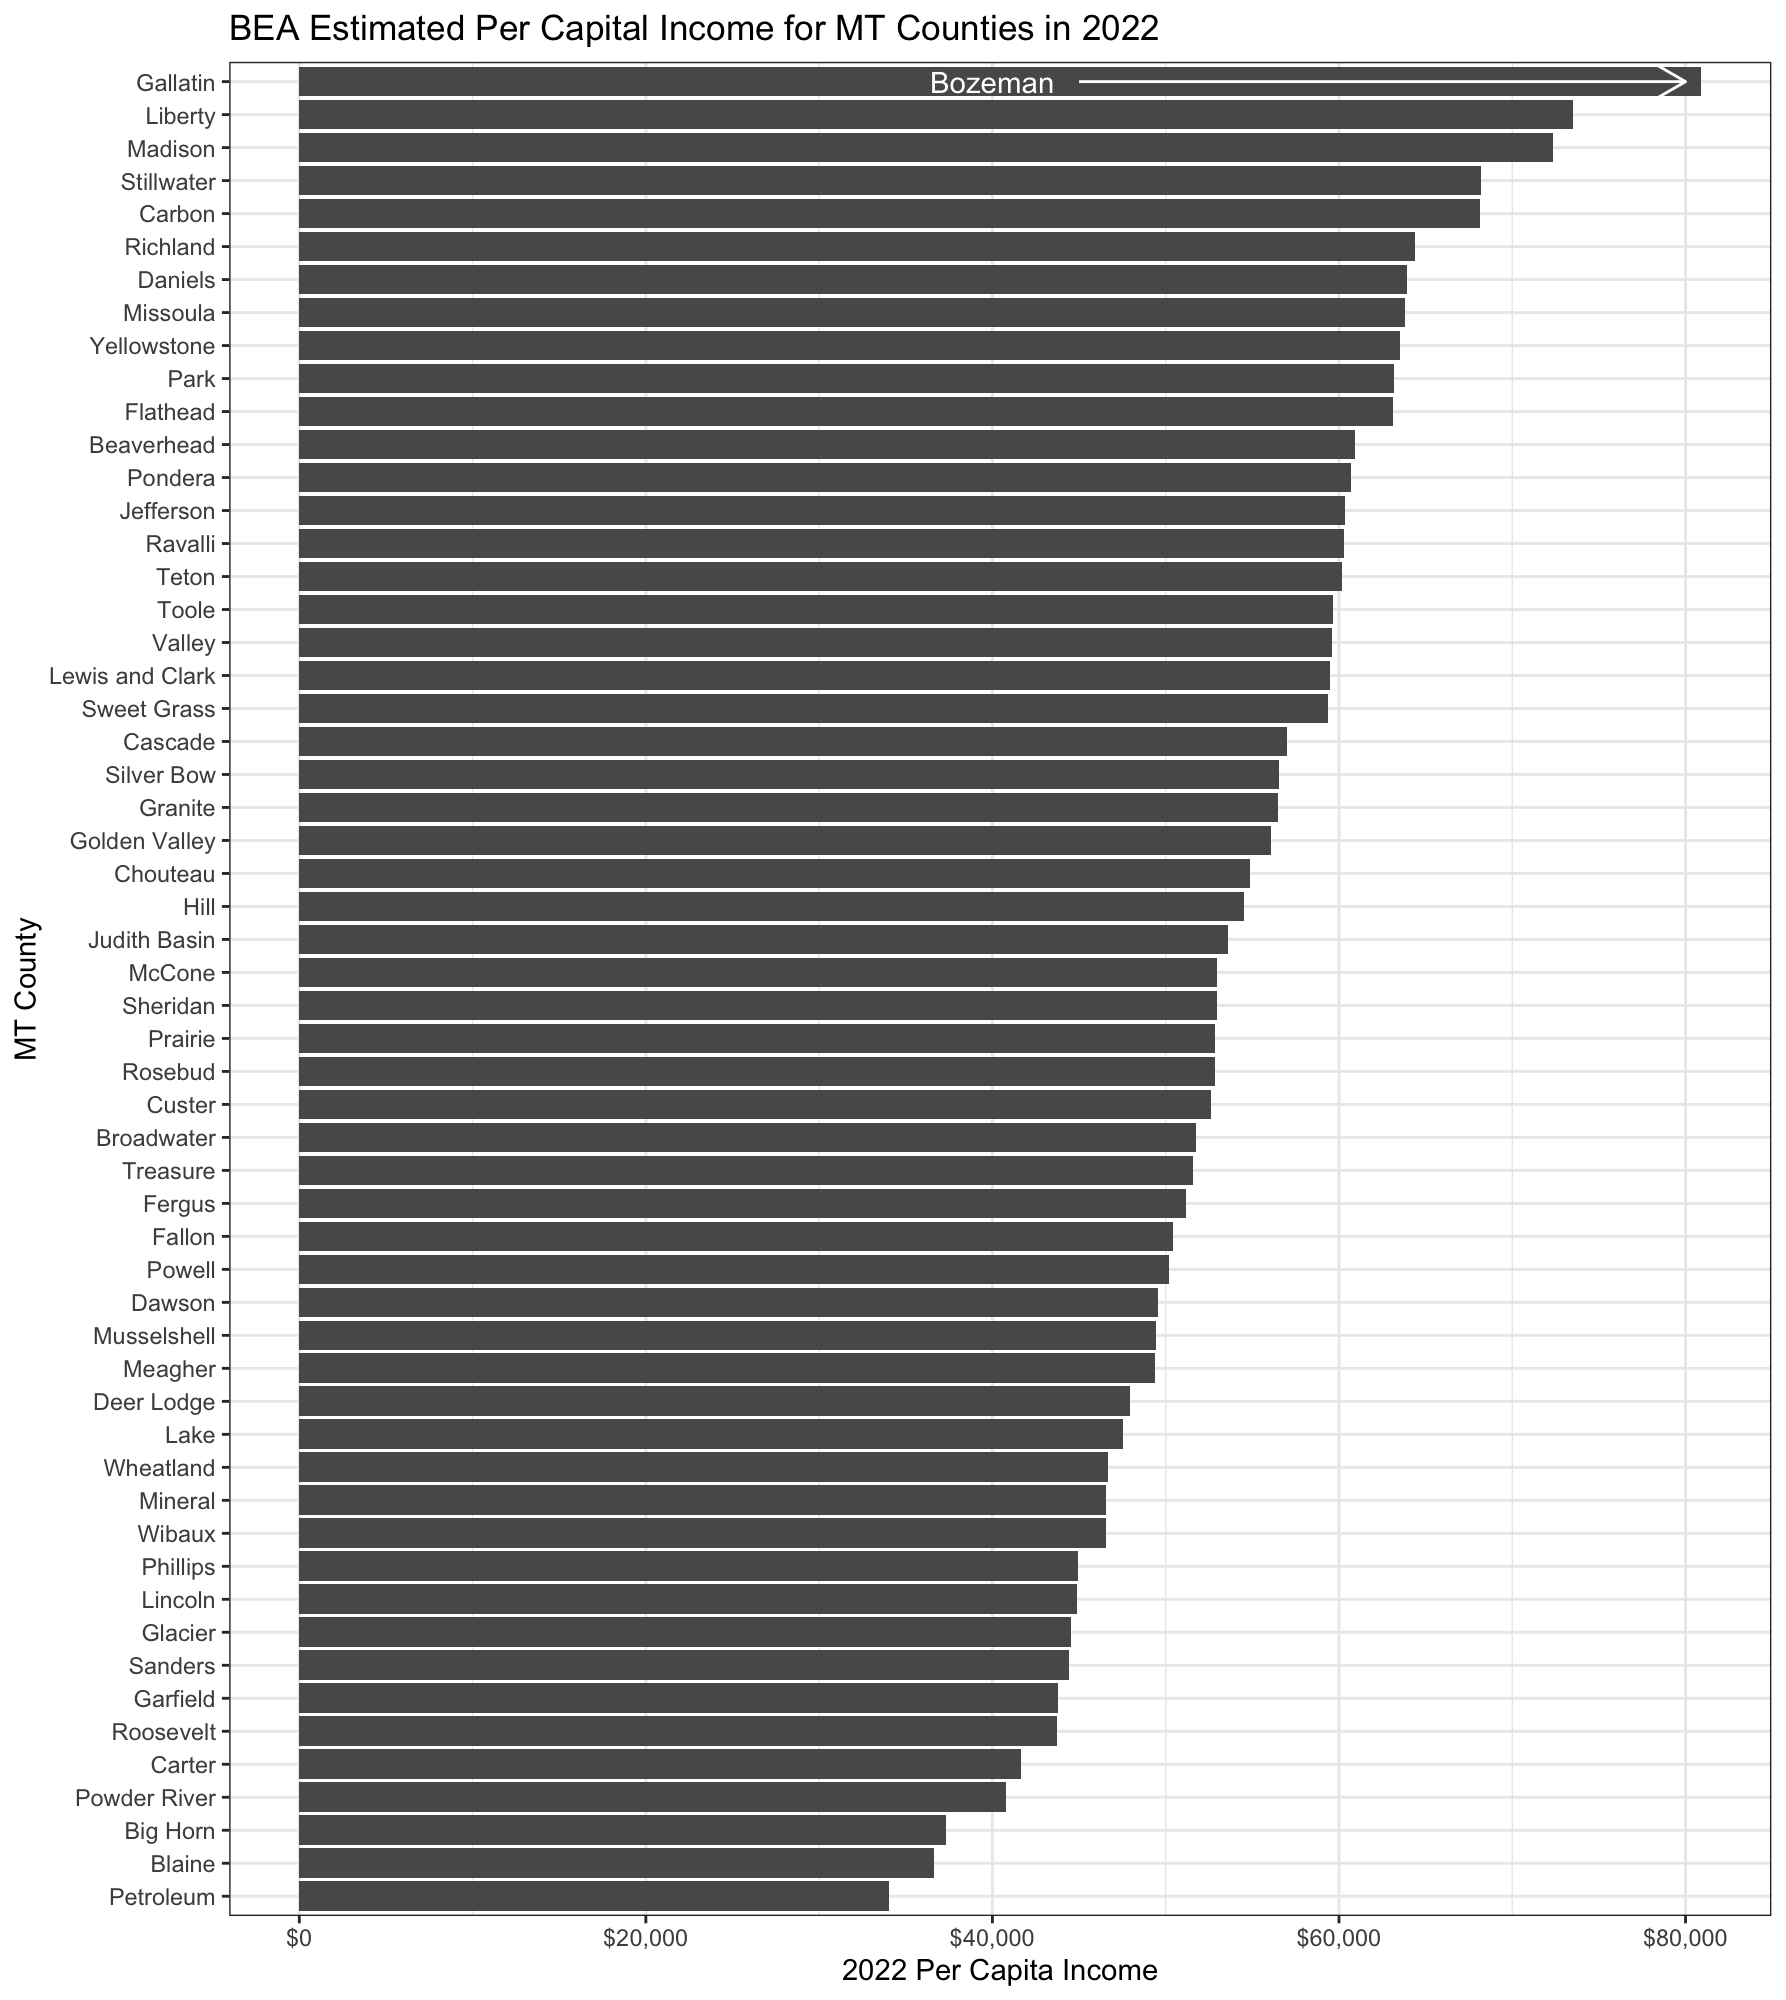 BEA Estimated Per Capital Income for MT Counties in 2022
Gallatin
Bozeman
Liberty
Madison
Stillwater
Carbon
Richland
Daniels
Missoula
Yellowstone
Park
Flathead
Beaverhead
Pondera
Jefferson
Ravalli
Teton
Toole
Valley
Lewis and Clark
Sweet Grass
Cascade
Silver Bow
Granite
Golden Valley
Chouteau
Hill
Judith Basin
McCone
Sheridan
Prairie
Rosebud
Custer
Broadwater
Treasure
Fergus
Fallon
Powell
Dawson
Musselshell
Meagher
Deer Lodge
Lake
Wheatland
Mineral
Wibaux
Phillips
Lincoln
Glacier
Sanders
Garfield
Roosevelt
Carter
Powder River
Big Horn
Blaine
Petroleum
MT County
$0 $20,000 $40,000 $60,000 $80,000
2022 Per Capita Income